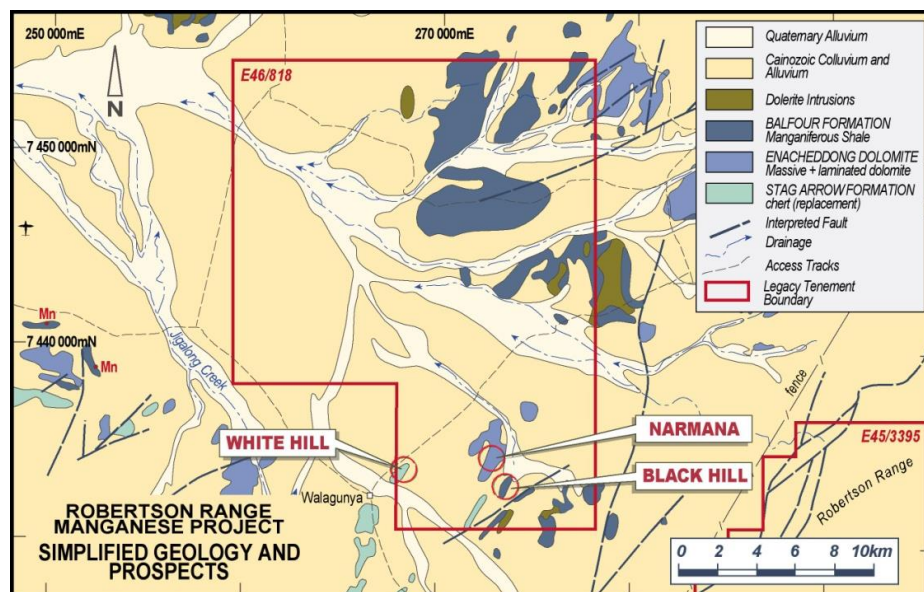 250 000mE
270 000mE
N
E46/818
7 450 000mN
7 440 000mN
Mn
Mn
Jigalong Creek
WHITE HILL
NARMANA
BLACK HILL
Walagunya
fence
E45/3395
Robertson Range
ROBERTSON RANGE
MANGANESE PROJECT
SIMPLIFIED GEOLOGY AND
PROSPECTS
Quaternary Alluvium
Cainozoic Colluvium and
Alluvium
Dolerite Intrusions
BALFOUR FORMATION
Manganiferous Shale
ENACHEDDONG DOLOMITE
Massive + laminated dolomite
STAG ARROW FORMATION
chert (replacement)
Interpreted Fault
Drainage
Access Tracks
Legacy Tenement
Boundary
0 2 4 6 8 10km